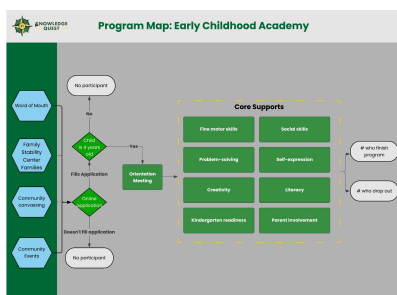 KNOWLEDGE
QUEST
Program Map: Early Childhood Academy
No participant
Word of Mouth
No
Core Supports
Child
is 4 years
old
Yes
Family
Stability
Center
Families
Fine motor skills
Social skills
Problem-solving
Self-expression
# who finish
program
Fills Application
Orientation
Meeting
Creativity
Literacy
# who drop out
Community
canvassing
Online
application
Kindergarten readiness
Parent involvement
Doesn't fill application
Community
Events
No participant